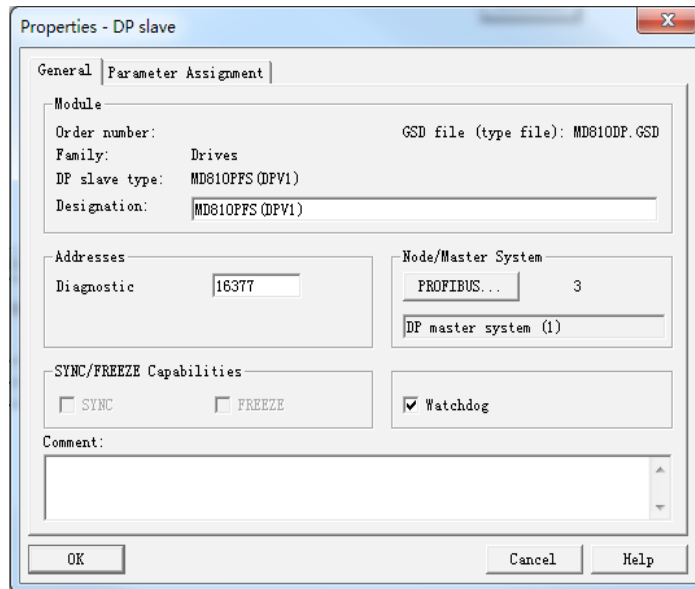 Properties - DP slave
General Parameter Assignment
Module
Order number: GSD file (type file): MD810DP.GSD
Family: Drives
DP slave type: MD810PFS(DPV1)
Designation: MD810PFS(DPV1)
Addresses
Diagnostic 16377
Node/Master System
PROFIBUS... 3
DP master system (1)
SYNC/FREEZE Capabilities
SYNC FREEZE
Watchdog
Comment:
OK Cancel Help